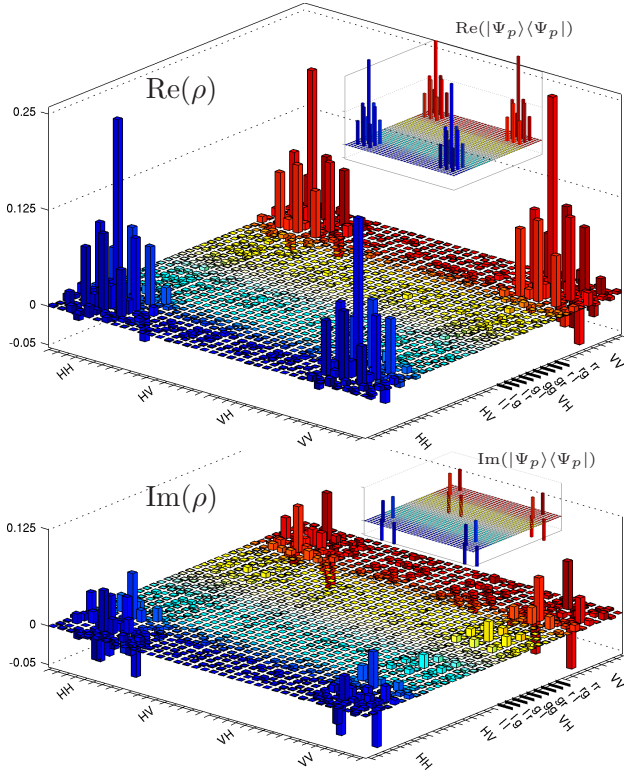 Re(|Ψp⟩⟨Ψp|)
Re(ρ)
0.25
0.125
0
-0.05
HH
HV
VH
VV
HH
HV
VH
VV
Im(|Ψp⟩⟨Ψp|)
Im(ρ)
0.125
0
-0.05
HH
HV
VH
VV
HH
HV
VH
VV